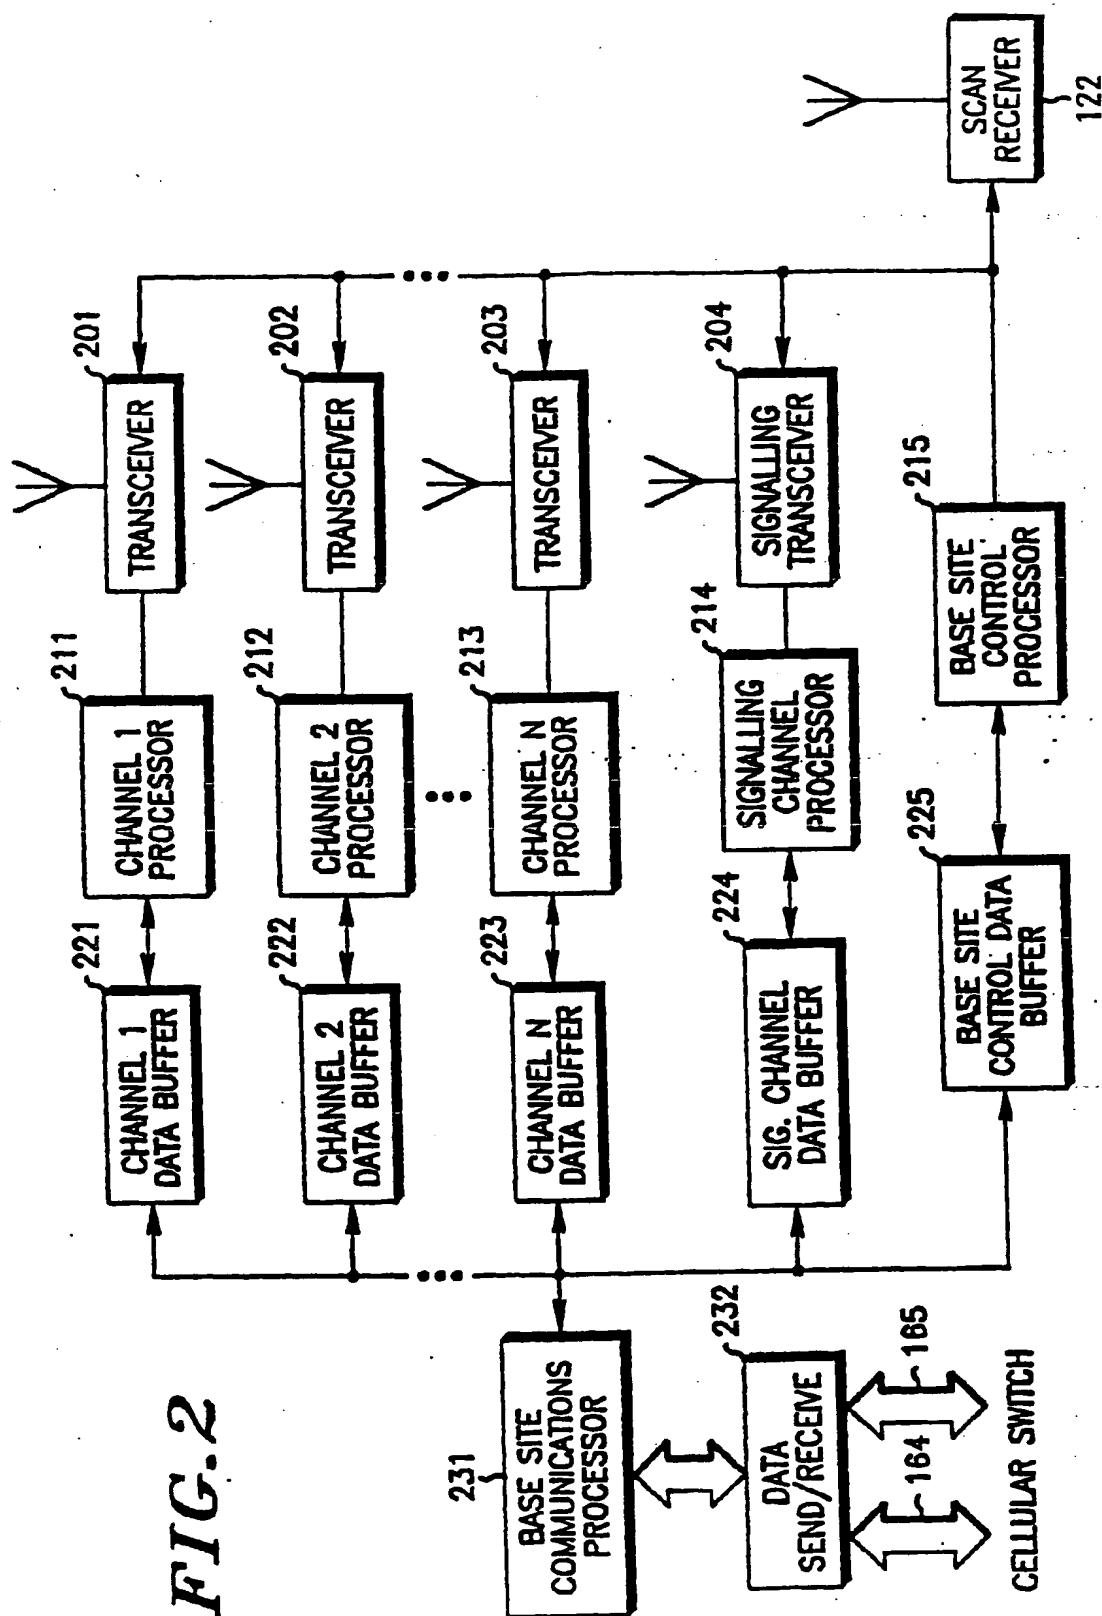 FIG.2
201
TRANSCEIVER
211
CHANNEL 1
PROCESSOR
221
CHANNEL 1
DATA BUFFER
202
TRANSCEIVER
212
CHANNEL 2
PROCESSOR
222
CHANNEL 2
DATA BUFFER
203
TRANSCEIVER
213
CHANNEL N
PROCESSOR
223
CHANNEL N
DATA BUFFER
204
SIGNALLING
TRANSCEIVER
214
SIGNALLING
CHANNEL
PROCESSOR
224
SIG. CHANNEL
DATA BUFFER
215
BASE SITE
CONTROL
PROCESSOR
225
BASE SITE
CONTROL DATA
BUFFER
SCAN
RECEIVER
122
231
BASE SITE
COMMUNICATIONS
PROCESSOR
232
DATA
SEND/RECEIVE
164
165
CELLULAR SWITCH